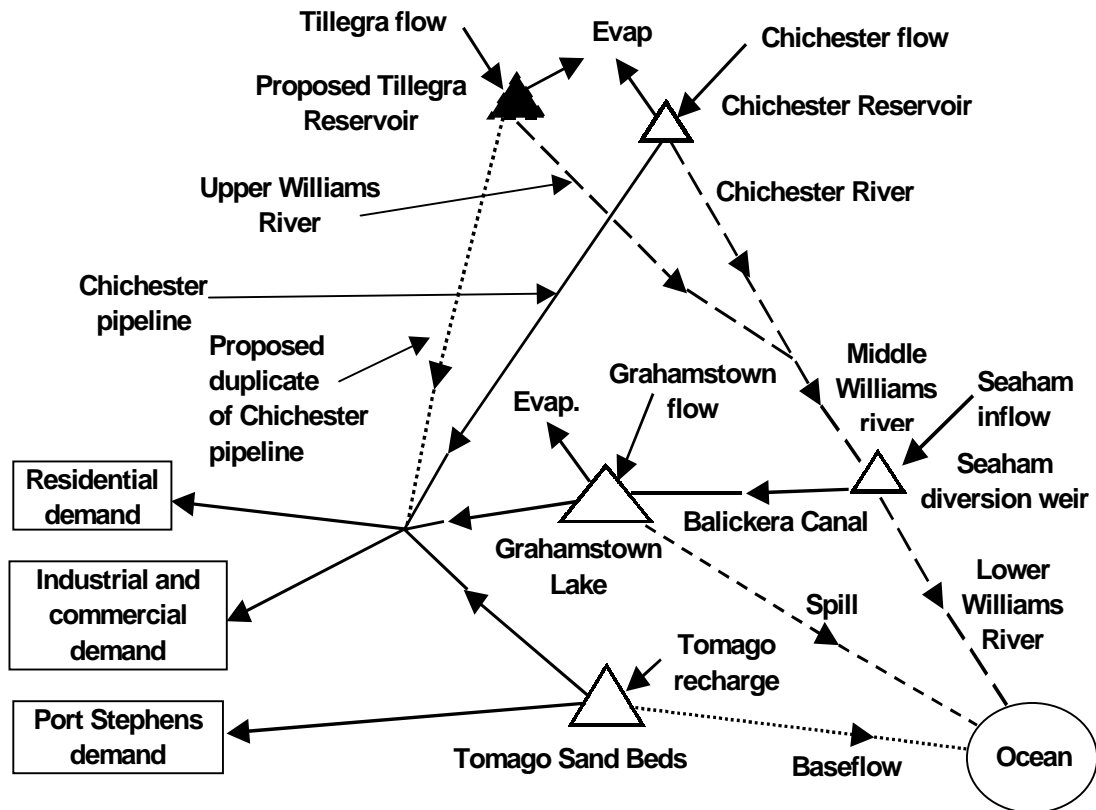 Tillegra flow
Evap
Chichester flow
Proposed Tillegra
Reservoir
Chichester Reservoir
Upper Williams
River
Chichester River
Chichester
pipeline
Proposed
duplicate
of Chichester
pipeline
Grahamstown
flow
Evap.
Middle
Williams
river
Seaham
inflow
Residential
demand
Seaham
diversion weir
Balickera Canal
Grahamstown
Lake
Industrial and
commercial
demand
Spill
Lower
Williams
River
Tomago
recharge
Port Stephens
demand
Tomago Sand Beds
Baseflow
Ocean